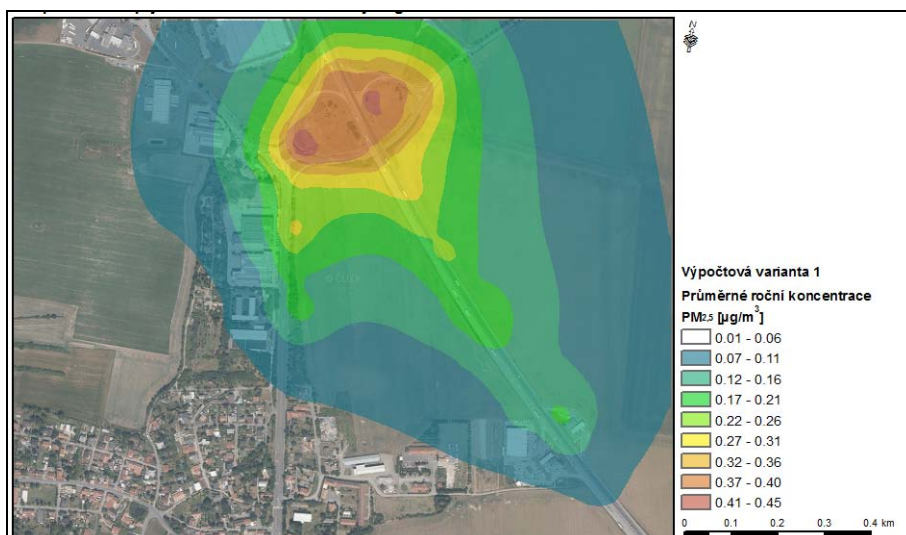 N
Výpočtová varianta 1
Průměrné roční koncentrace
PM2,5 [µg/m³]
0.01 - 0.06
0.07 - 0.11
0.12 - 0.16
0.17 - 0.21
0.22 - 0.26
0.27 - 0.31
0.32 - 0.36
0.37 - 0.40
0.41 - 0.45
0 0.1 0.2 0.3 0.4 km